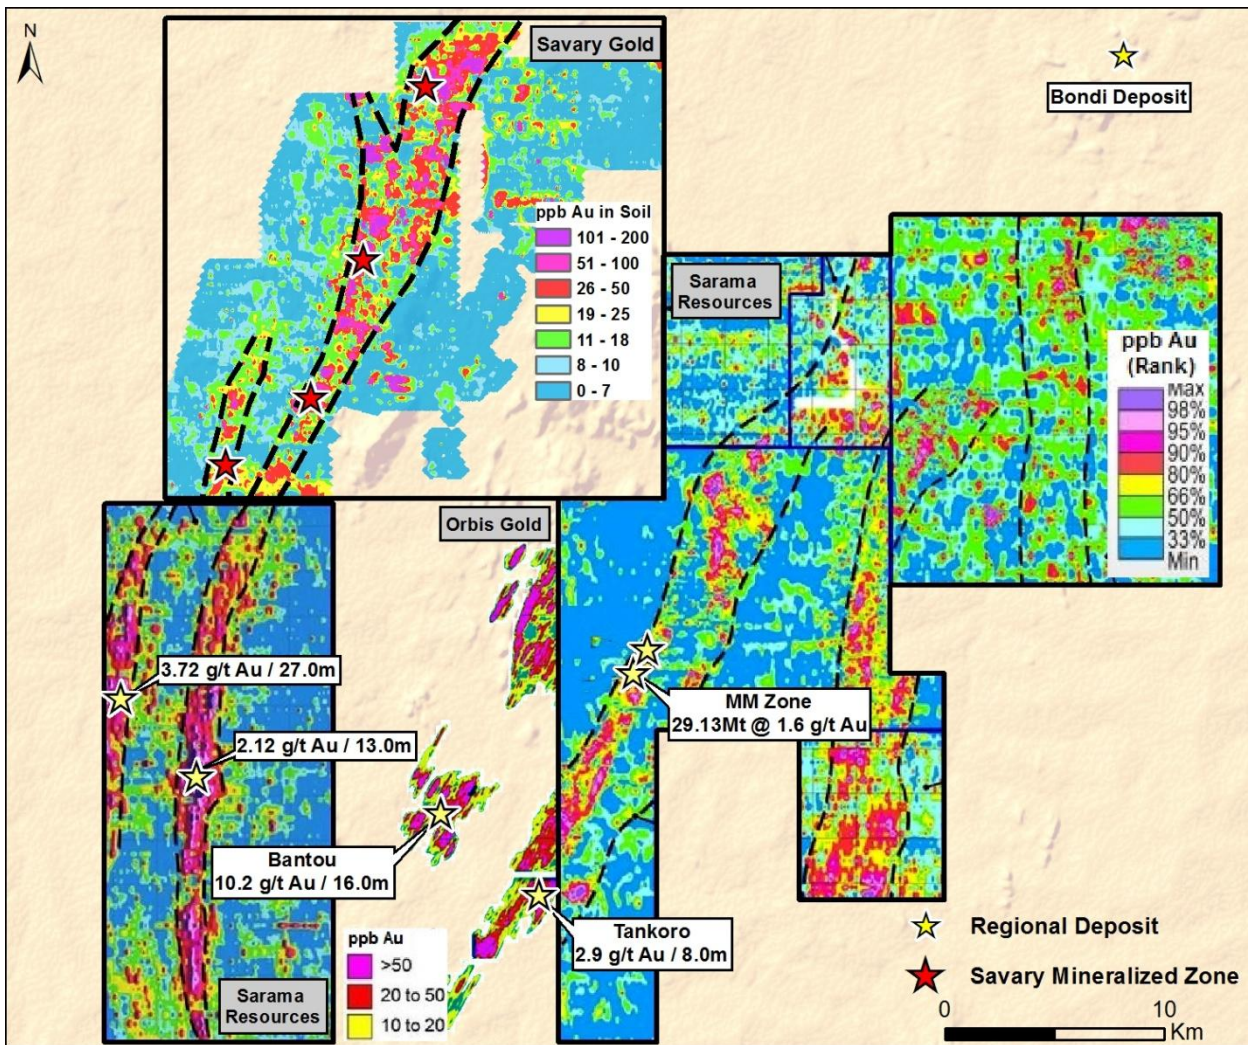 N
Savary Gold
Bondi Deposit
ppb Au in Soil
101 - 200
51 - 100
26 - 50
19 - 25
11 - 18
8 - 10
0 - 7
Sarama
Resources
ppb Au
(Rank)
Max
98%
95%
90%
80%
66%
50%
33%
Min
Orbis Gold
3.72 g/t Au / 27.0m
MM Zone
29.13Mt @ 1.6 g/t Au
2.12 g/t Au / 13.0m
Bantou
10.2 g/t Au / 16.0m
Tankoro
2.9 g/t Au / 8.0m
ppb Au
>50
20 to 50
10 to 20
Sarama
Resources
Regional Deposit
Savary Mineralized Zone
0 10
Km